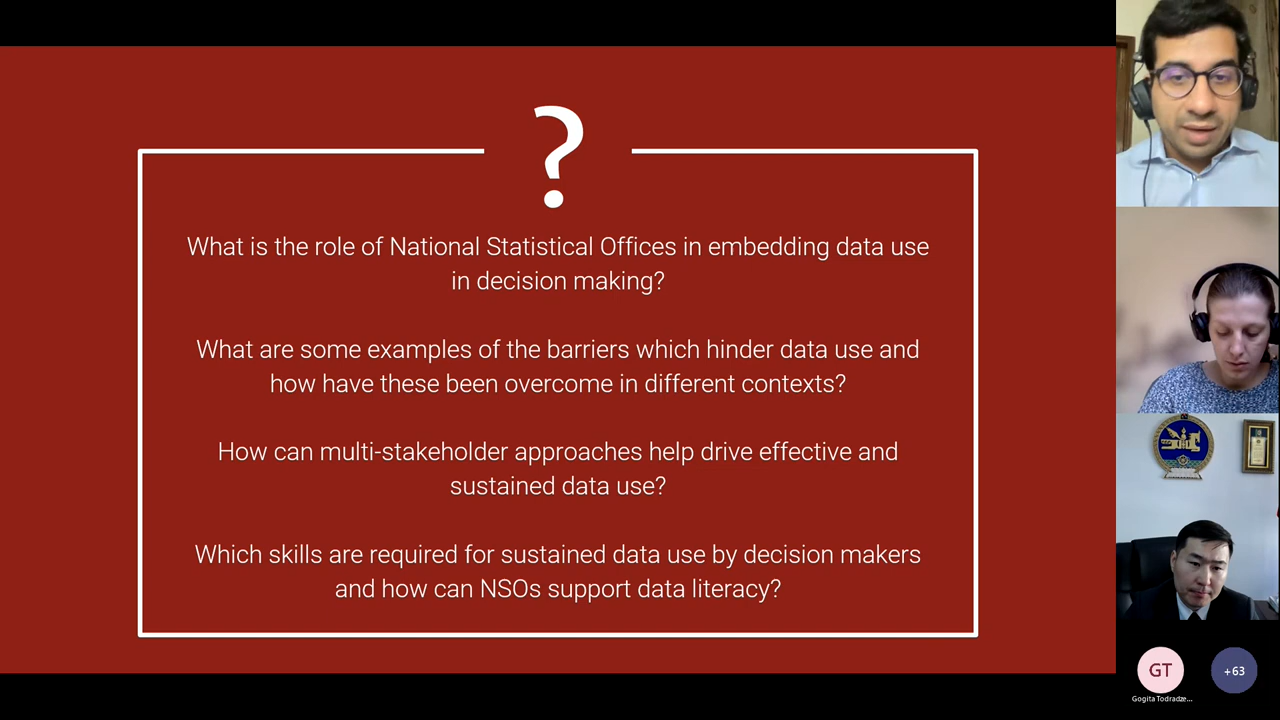 ?
What is the role of National Statistical Offices in embedding data use
in decision making?
What are some examples of the barriers which hinder data use and
how have these been overcome in different contexts?
How can multi-stakeholder approaches help drive effective and
sustained data use?
Which skills are required for sustained data use by decision makers
and how can NSOs support data literacy?
GT
+63
Gogita Todradze...